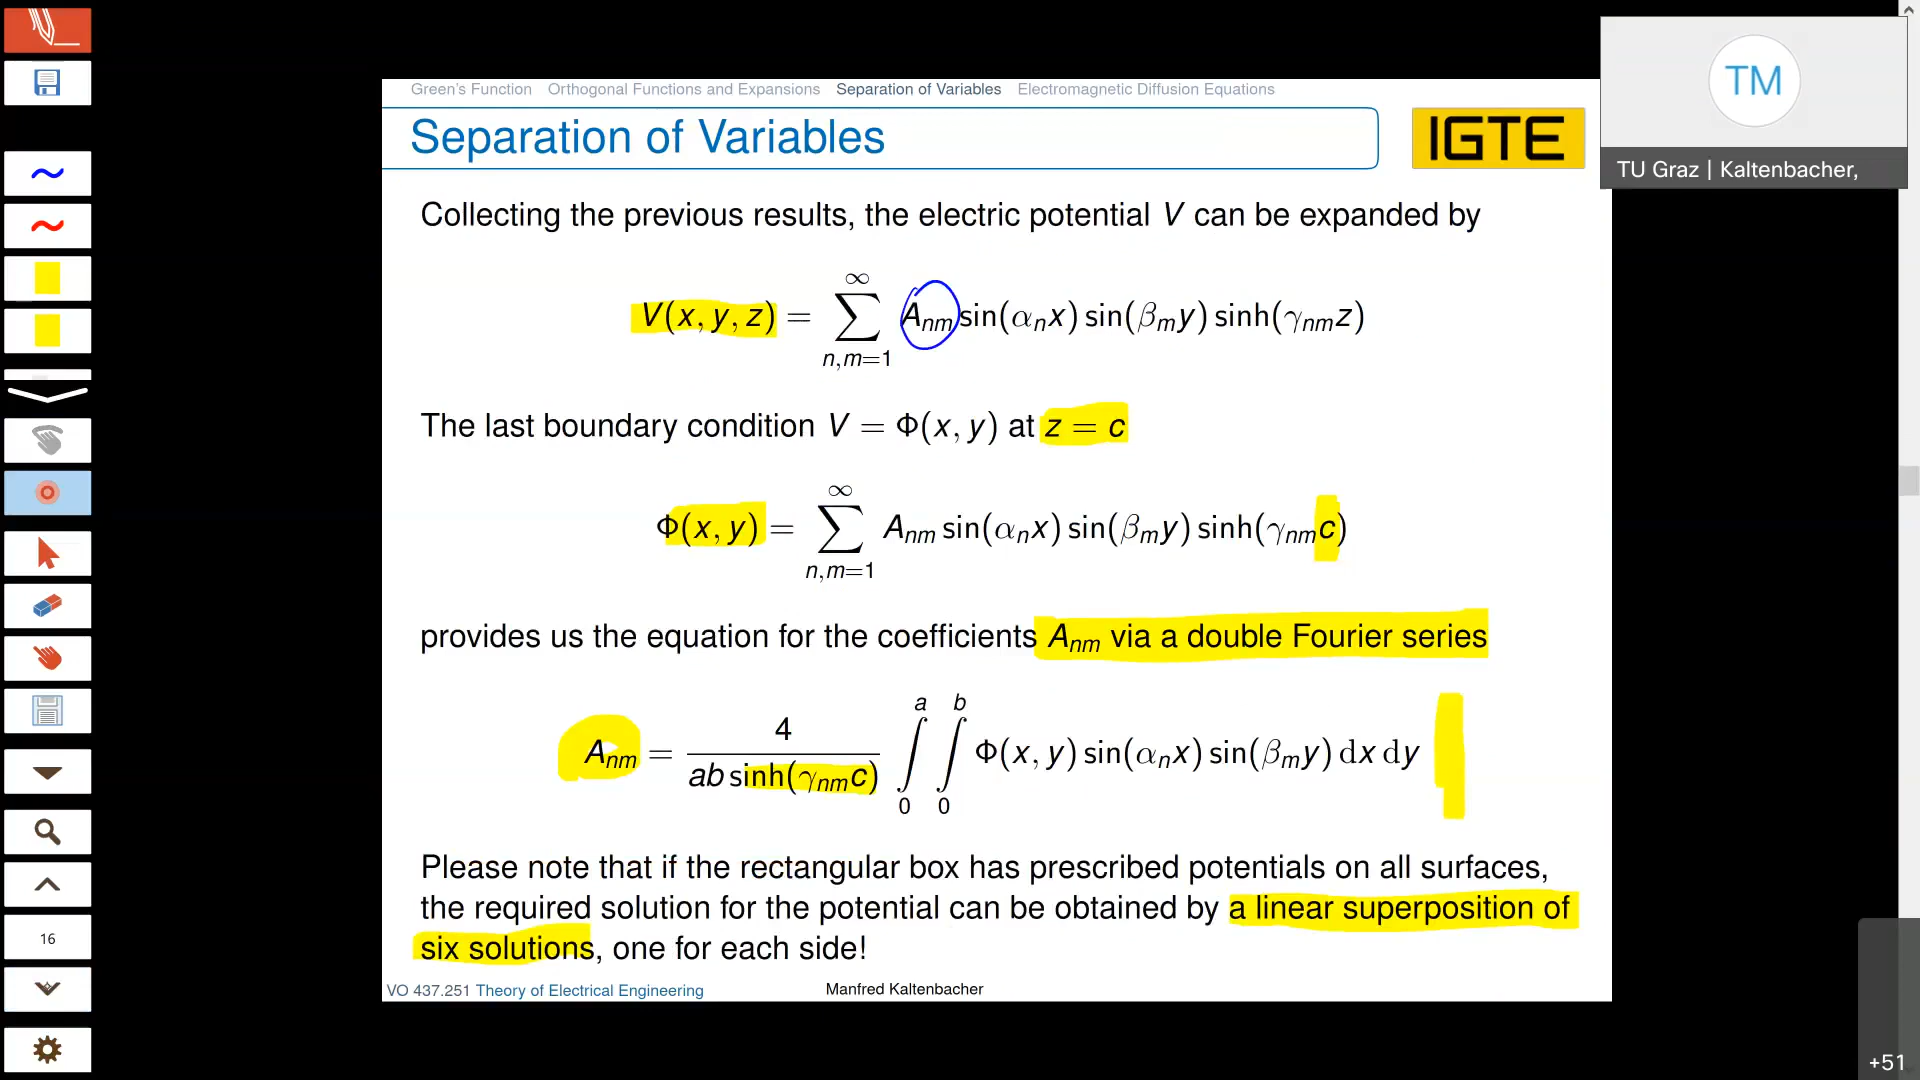 Green's Function Orthogonal Functions and Expansions Separation of Variables Electromagnetic Diffusion Equations
Separation of Variables
IGTE
TM
TU Graz | Kaltenbacher,
Collecting the previous results, the electric potential V can be expanded by
V(x, y, z) = ∑_{n,m=1}^{∞} A_{nm} sin(α_n x) sin(β_m y) sinh(γ_{nm} z)
The last boundary condition V = Φ(x, y) at z = c
Φ(x, y) = ∑_{n,m=1}^{∞} A_{nm} sin(α_n x) sin(β_m y) sinh(γ_{nm} c)
provides us the equation for the coefficients A_{nm} via a double Fourier series
A_{nm} = \frac{4}{ab sinh(γ_{nm} c)} ∫_0^a ∫_0^b Φ(x, y) sin(α_n x) sin(β_m y) dx dy
Please note that if the rectangular box has prescribed potentials on all surfaces,
the required solution for the potential can be obtained by a linear superposition of
six solutions, one for each side!
VO 437.251 Theory of Electrical Engineering Manfred Kaltenbacher
16
+51